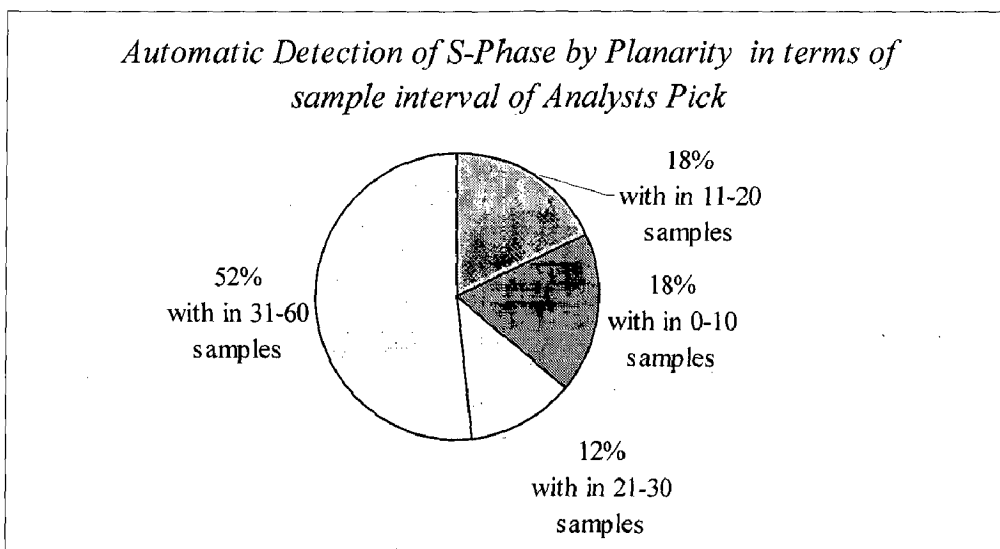 Automatic Detection of S-Phase by Planarity in terms of
sample interval of Analysts Pick
18%
with in 11-20
samples
52%
with in 31-60
samples
18%
with in 0-10
samples
12%
with in 21-30
samples